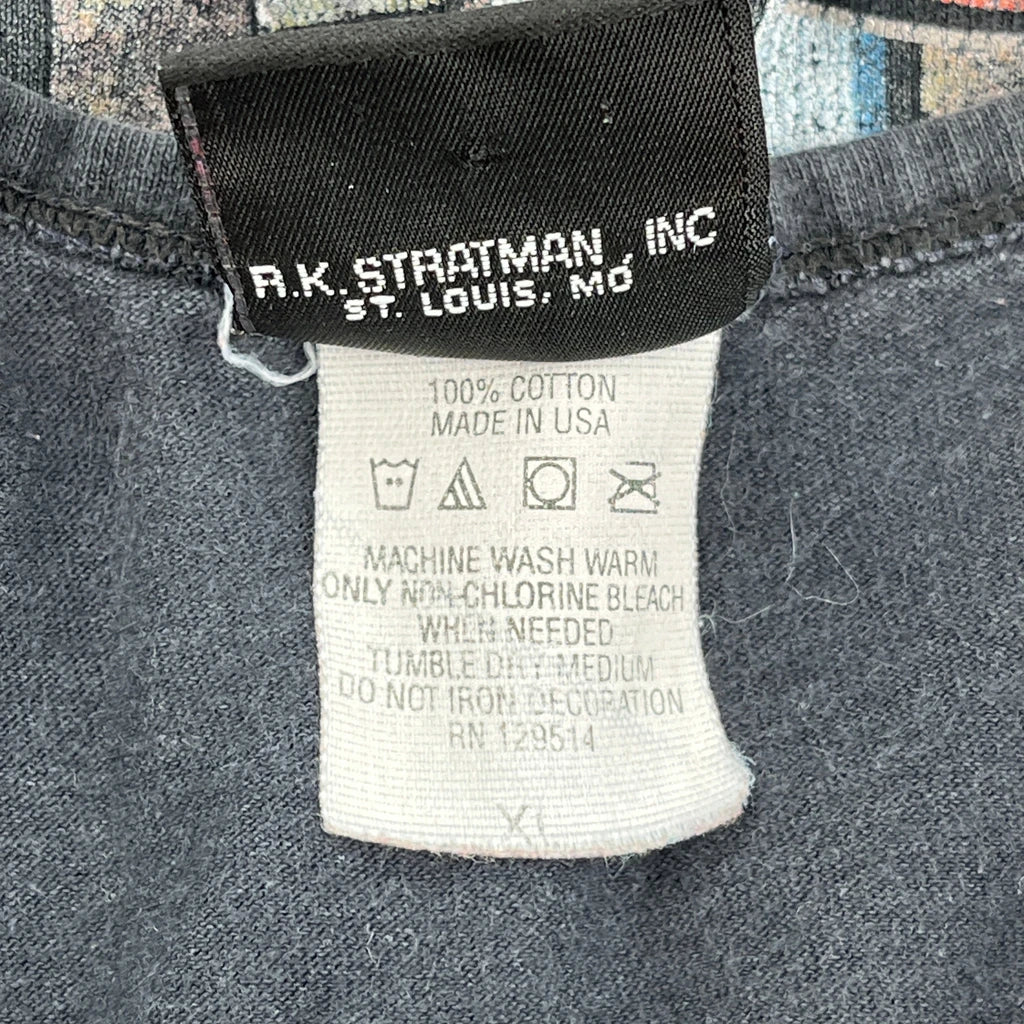 R.K. STRATMAN, INC
ST. LOUIS, MO
100% COTTON
MADE IN USA
MACHINE WASH WARM
ONLY NON-CHLORINE BLEACH
WHEN NEEDED
TUMBLE DRY MEDIUM
DO NOT IRON DECORATION
RN 129514